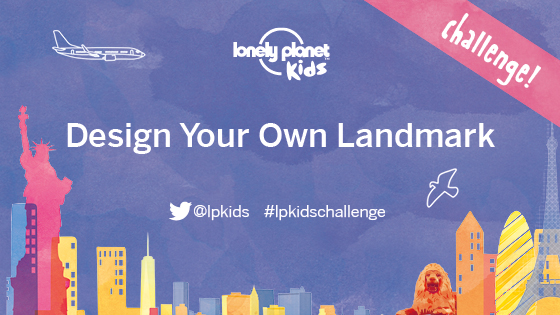 lonely planet
kids
challenge!
Design Your Own Landmark
@lpkids #lpkidschallenge